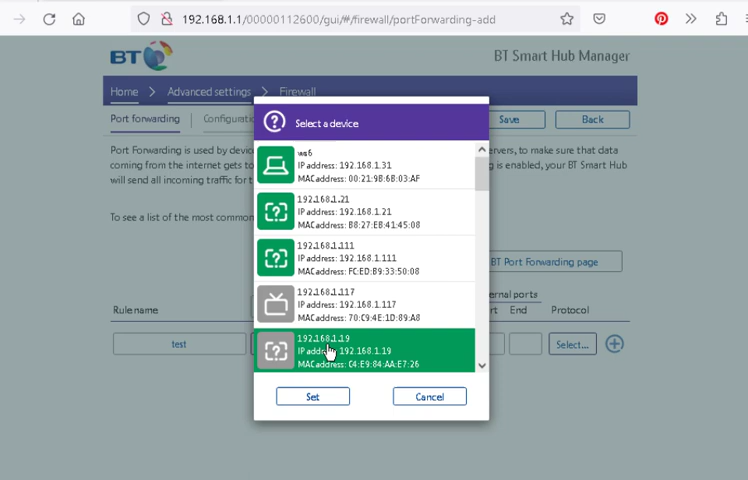 192.168.1.1/00000112600/gui/#/firewall/portForwarding-add
BT
BT Smart Hub Manager
Home > Advanced settings > Firewall
Port forwarding
Save
Back
Select a device
Port Forwarding is used by
servers, to make sure that data
coming from the internet gets to
ing is enabled, your BT Smart Hub
will send all incoming traffic for
To see a list of the most common
BT Port Forwarding page
ws6
IP address: 192.168.1.31
MAC address: 00:21:9B:6B:03:AF
192.168.1.21
IP address: 192.168.1.21
MAC address: B8:27:EB:41:45:08
192.168.1.111
IP address: 192.168.1.111
MAC address: FC:ED:B9:33:50:08
192.168.1.117
IP address: 192.168.1.117
MAC address: 70:C9:4E:1D:89:A8
192.168.1.19
IP address: 192.168.1.19
MAC address: C4:E9:84:AA:E7:26
Set
Cancel
ernal ports
Rule name
End
Protocol
test
Select...